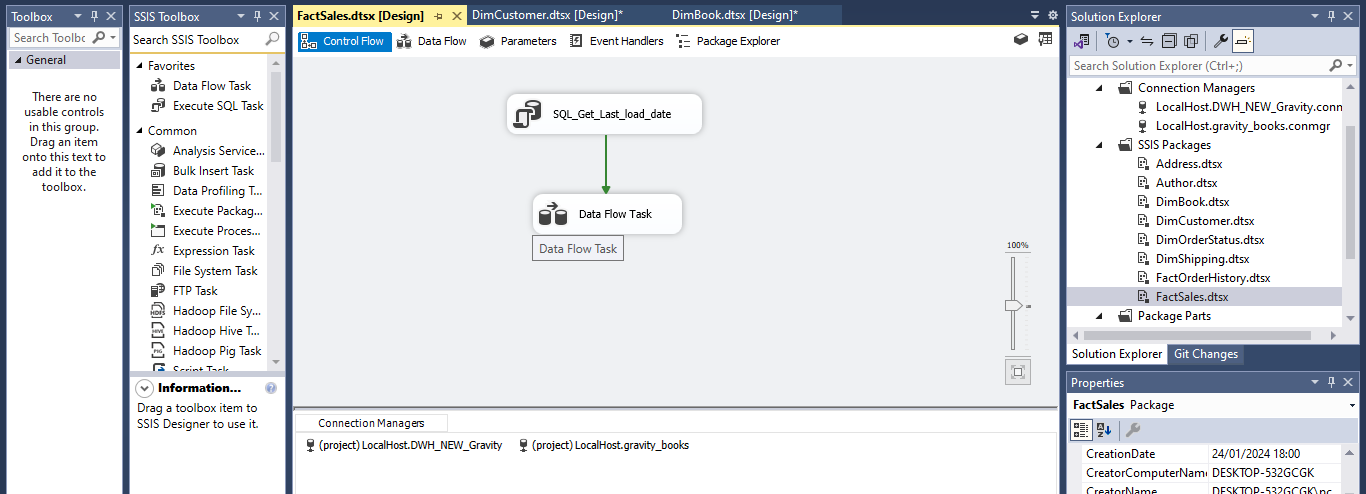 Toolbox
Search Toolbc
General
There are no
usable controls
in this group.
Drag an item
onto this text to
add it to the
toolbox.
SSIS Toolbox
Search SSIS Toolbox
Favorites
Data Flow Task
Execute SQL Task
Common
Analysis Service...
Bulk Insert Task
Data Profiling T...
Execute Packag...
Execute Proces...
Expression Task
File System Task
FTP Task
Hadoop File Sy...
Hadoop Hive T...
Hadoop Pig Task
Script Task
Information...
Drag a toolbox item to
SSIS Designer to use it.
FactSales.dtsx [Design]
DimCustomer.dtsx [Design]*
DimBook.dtsx [Design]*
Control Flow
Data Flow
Parameters
Event Handlers
Package Explorer
SQL_Get_Last_load_date
Data Flow Task
Data Flow Task
100%
Connection Managers
(project) LocalHost.DWH_NEW_Gravity
(project) LocalHost.gravity_books
Solution Explorer
Search Solution Explorer (Ctrl+;)
Connection Managers
LocalHost.DWH_NEW_Gravity.conn
LocalHost.gravity_books.conmgr
SSIS Packages
Address.dtsx
Author.dtsx
DimBook.dtsx
DimCustomer.dtsx
DimOrderStatus.dtsx
DimShipping.dtsx
FactOrderHistory.dtsx
FactSales.dtsx
Package Parts
Solution Explorer
Git Changes
Properties
FactSales Package
CreationDate 24/01/2024 18:00
CreatorComputerName DESKTOP-532GCGK
CreatorName DESKTOP-532GCGK\pc